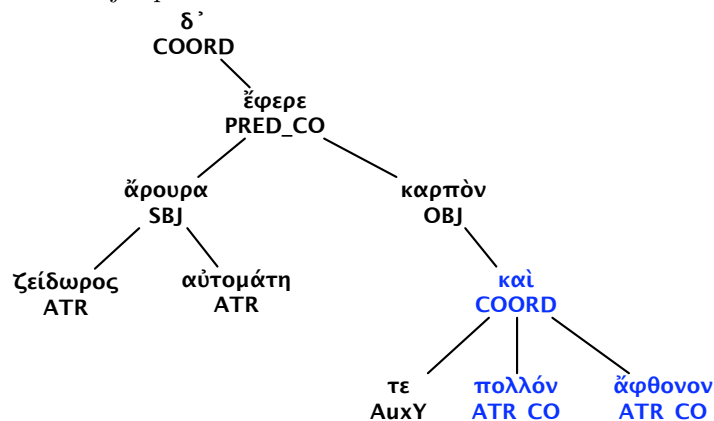 δ᾽
COORD
ἔφερε
PRED_CO
ἄρουρα
SBJ
καρπὸν
OBJ
ζείδωρος
ATR
αὐτομάτη
ATR
καὶ
COORD
τε
AuxY
πολλόν
ATR_CO
ἄφθονον
ATR_CO